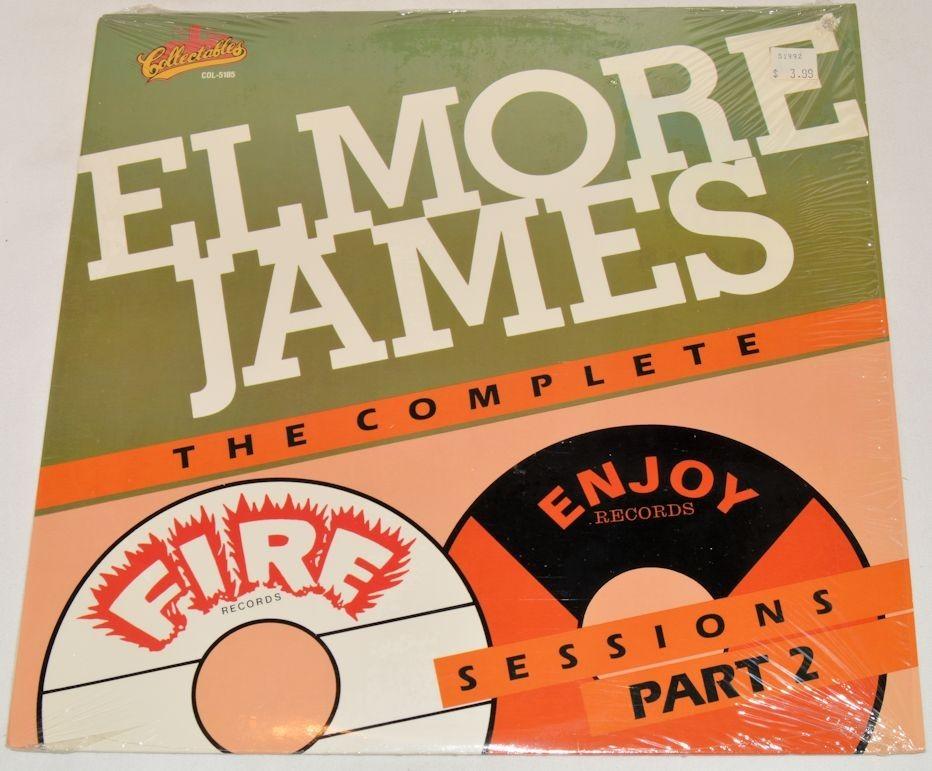 Collectables
COL-5185
51992
$ 3.99
ELMORE
JAMES
THE COMPLETE
FIRE
RECORDS
ENJOY
RECORDS
SESSIONS
PART 2